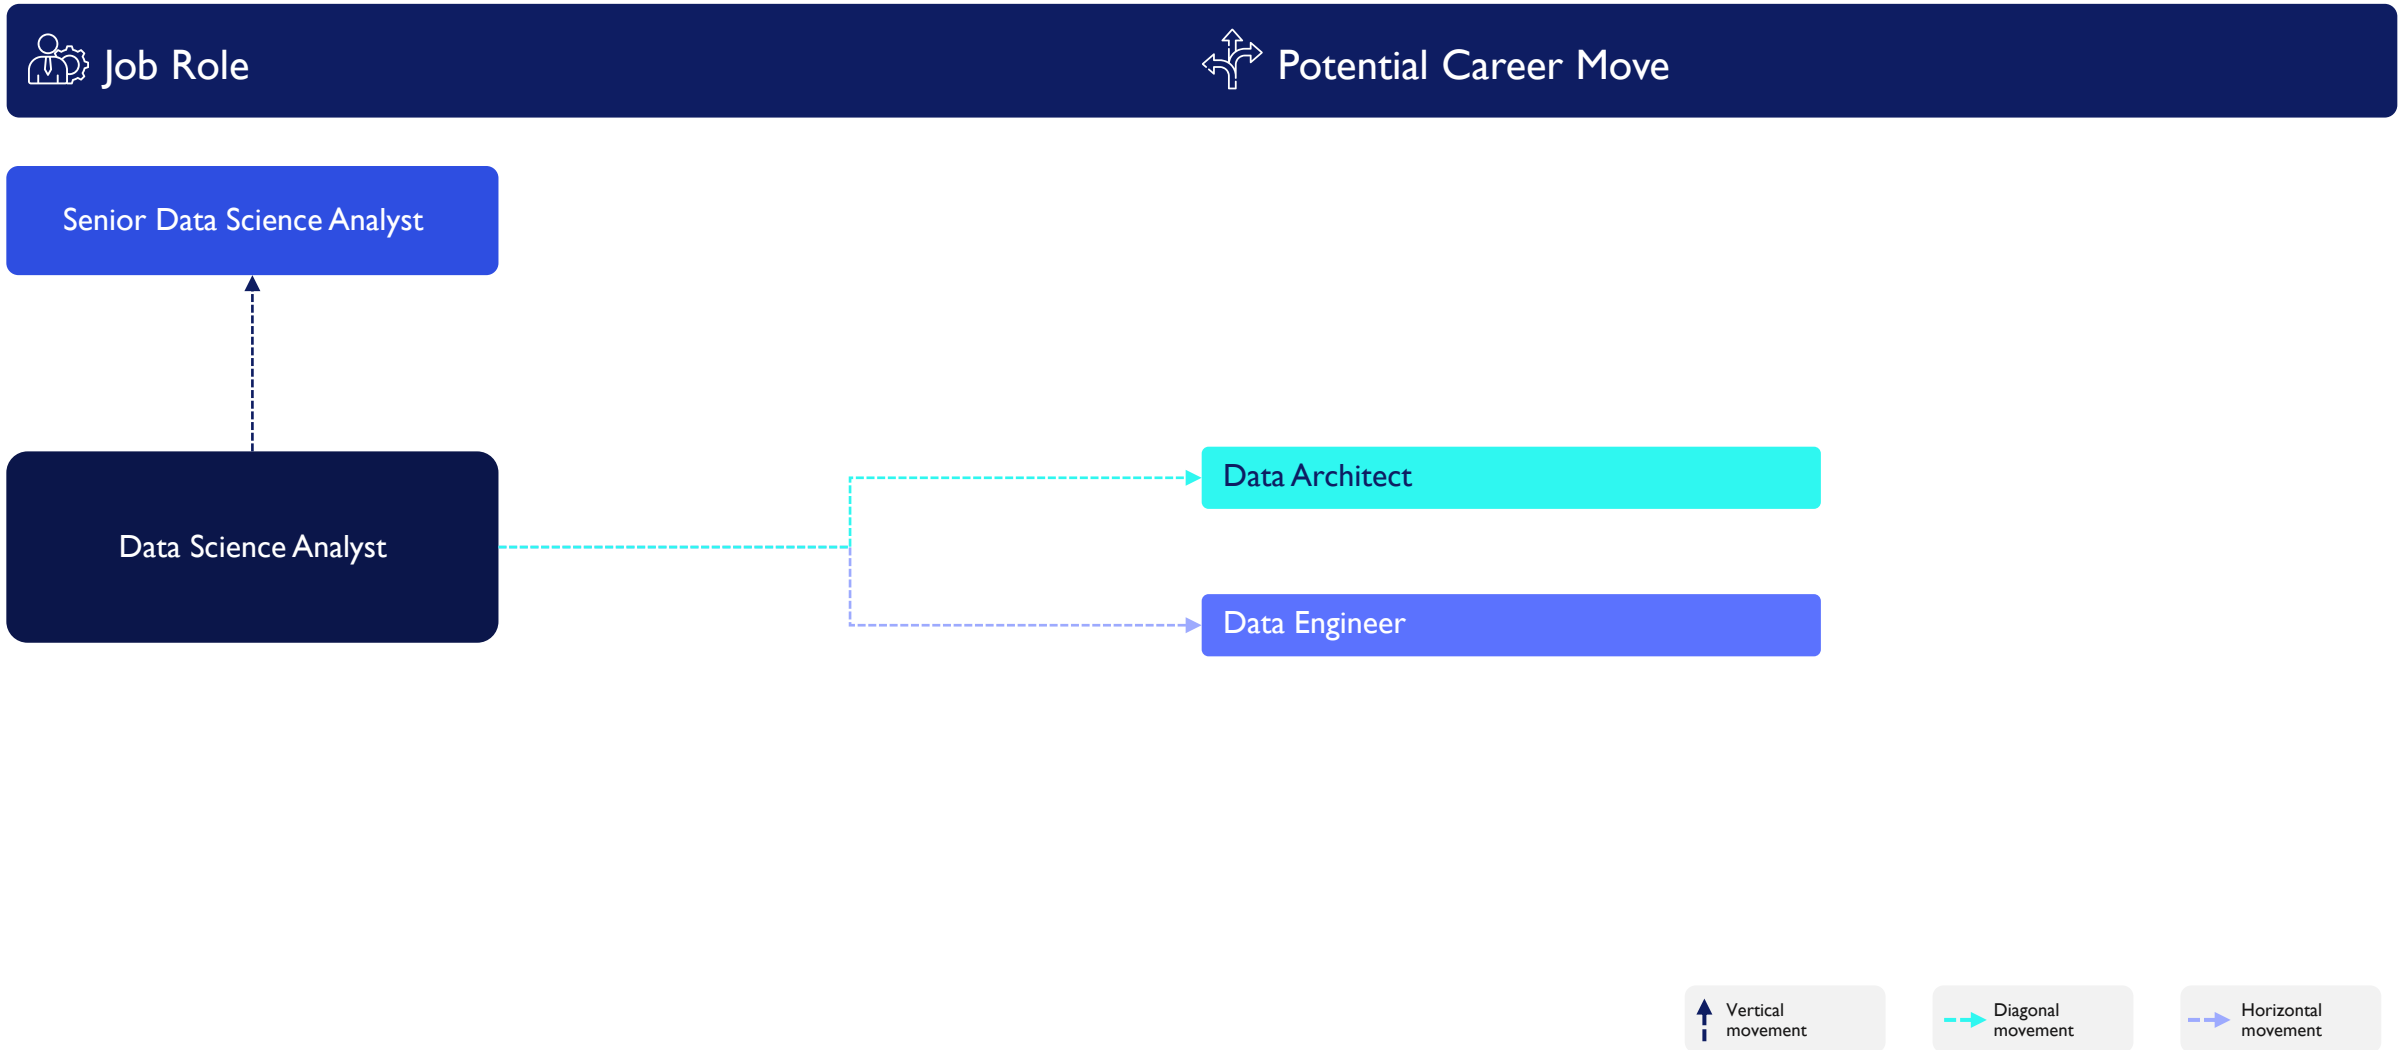 Job Role
Potential Career Move
Senior Data Science Analyst
Data Science Analyst
Data Architect
Data Engineer
Vertical
movement
Diagonal
movement
Horizontal
movement